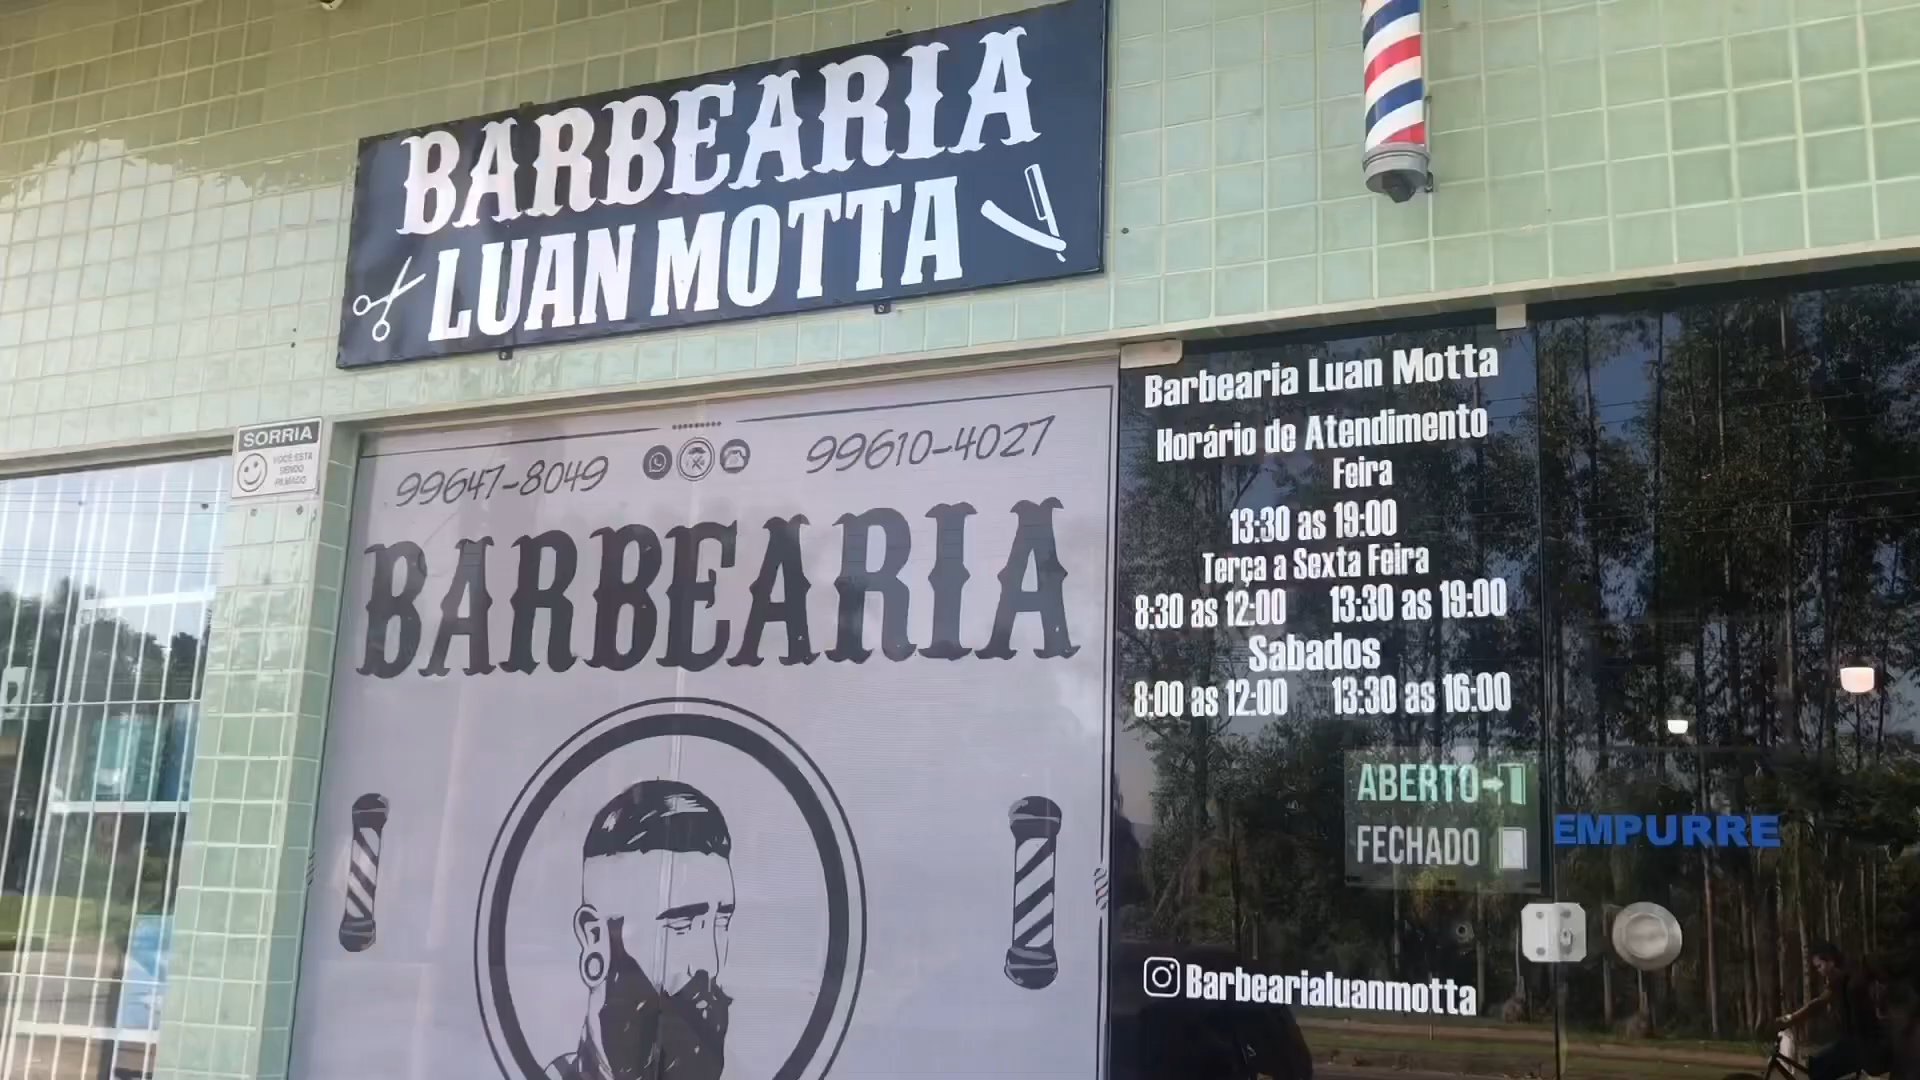 BARBEARIA
LUAN MOTTA
SORRIA
VOCÊ ESTÁ
SENDO
FILMADO
99647-8049
99610-4027
BARBEARIA
Barbearia Luan Motta
Horário de Atendimento
Feira
13:30 as 19:00
Terça a Sexta Feira
8:30 as 12:00 13:30 as 19:00
Sabados
8:00 as 12:00 13:30 as 16:00
ABERTO
FECHADO
EMPURRE
Barbearialuanmotta